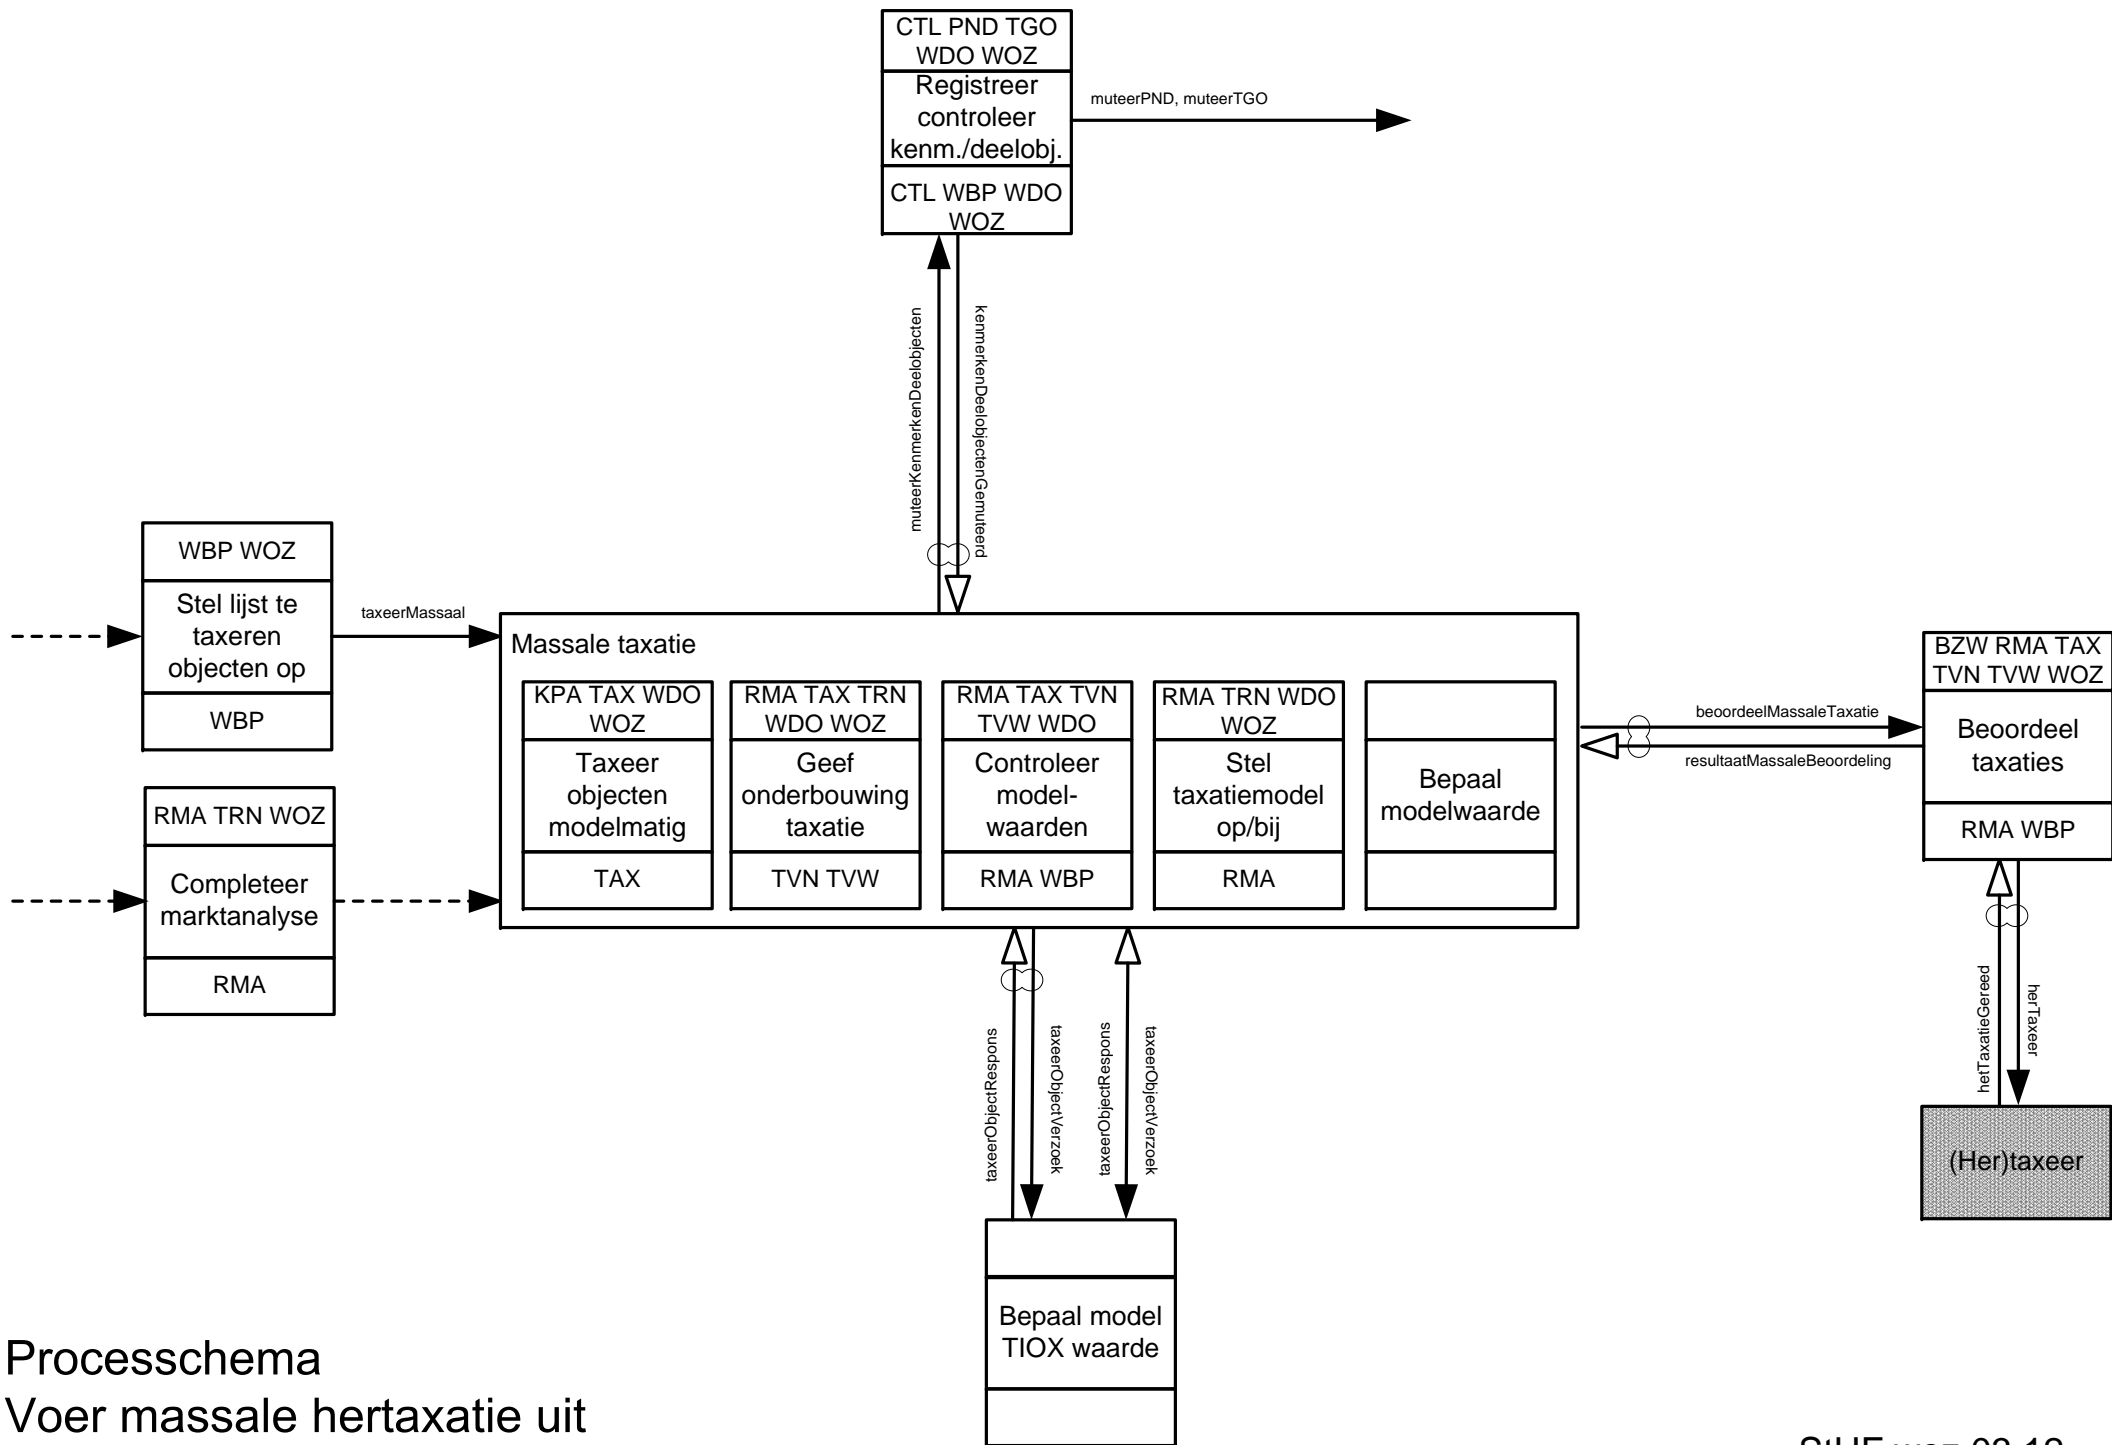 CTL PND TGO
WDO WOZ
Registreer
controleer
kenm./deelobj.
CTL WBP WDO
WOZ
muteerPND, muteerTGO
muteerKenmerkenDeelobjecten
kenmerkenDeelobjectenGemuteerd
WBP WOZ
Stel lijst te
taxeren
objecten op
WBP
taxeerMassaal
RMA TRN WOZ
Completeer
marktanalyse
RMA
Massale taxatie
KPA TAX WDO
WOZ
Taxeer
objecten
modelmatig
TAX
RMA TAX TRN
WDO WOZ
Geef
onderbouwing
taxatie
TVN TVW
RMA TAX TVN
TVW WDO
Controleer
model-
waarden
RMA WBP
RMA TRN WDO
WOZ
Stel
taxatiemodel
op/bij
RMA
Bepaal
modelwaarde
beoordeelMassaleTaxatie
resultaatMassaleBeoordeling
BZW RMA TAX
TVN TVW WOZ
Beoordeel
taxaties
RMA WBP
hetTaxatieGereed
herTaxeer
(Her)taxeer
taxeerObjectRespons
taxeerObjectVerzoek
taxeerObjectRespons
taxeerObjectVerzoek
Bepaal model
TIOX waarde
Processchema
Voer massale hertaxatie uit